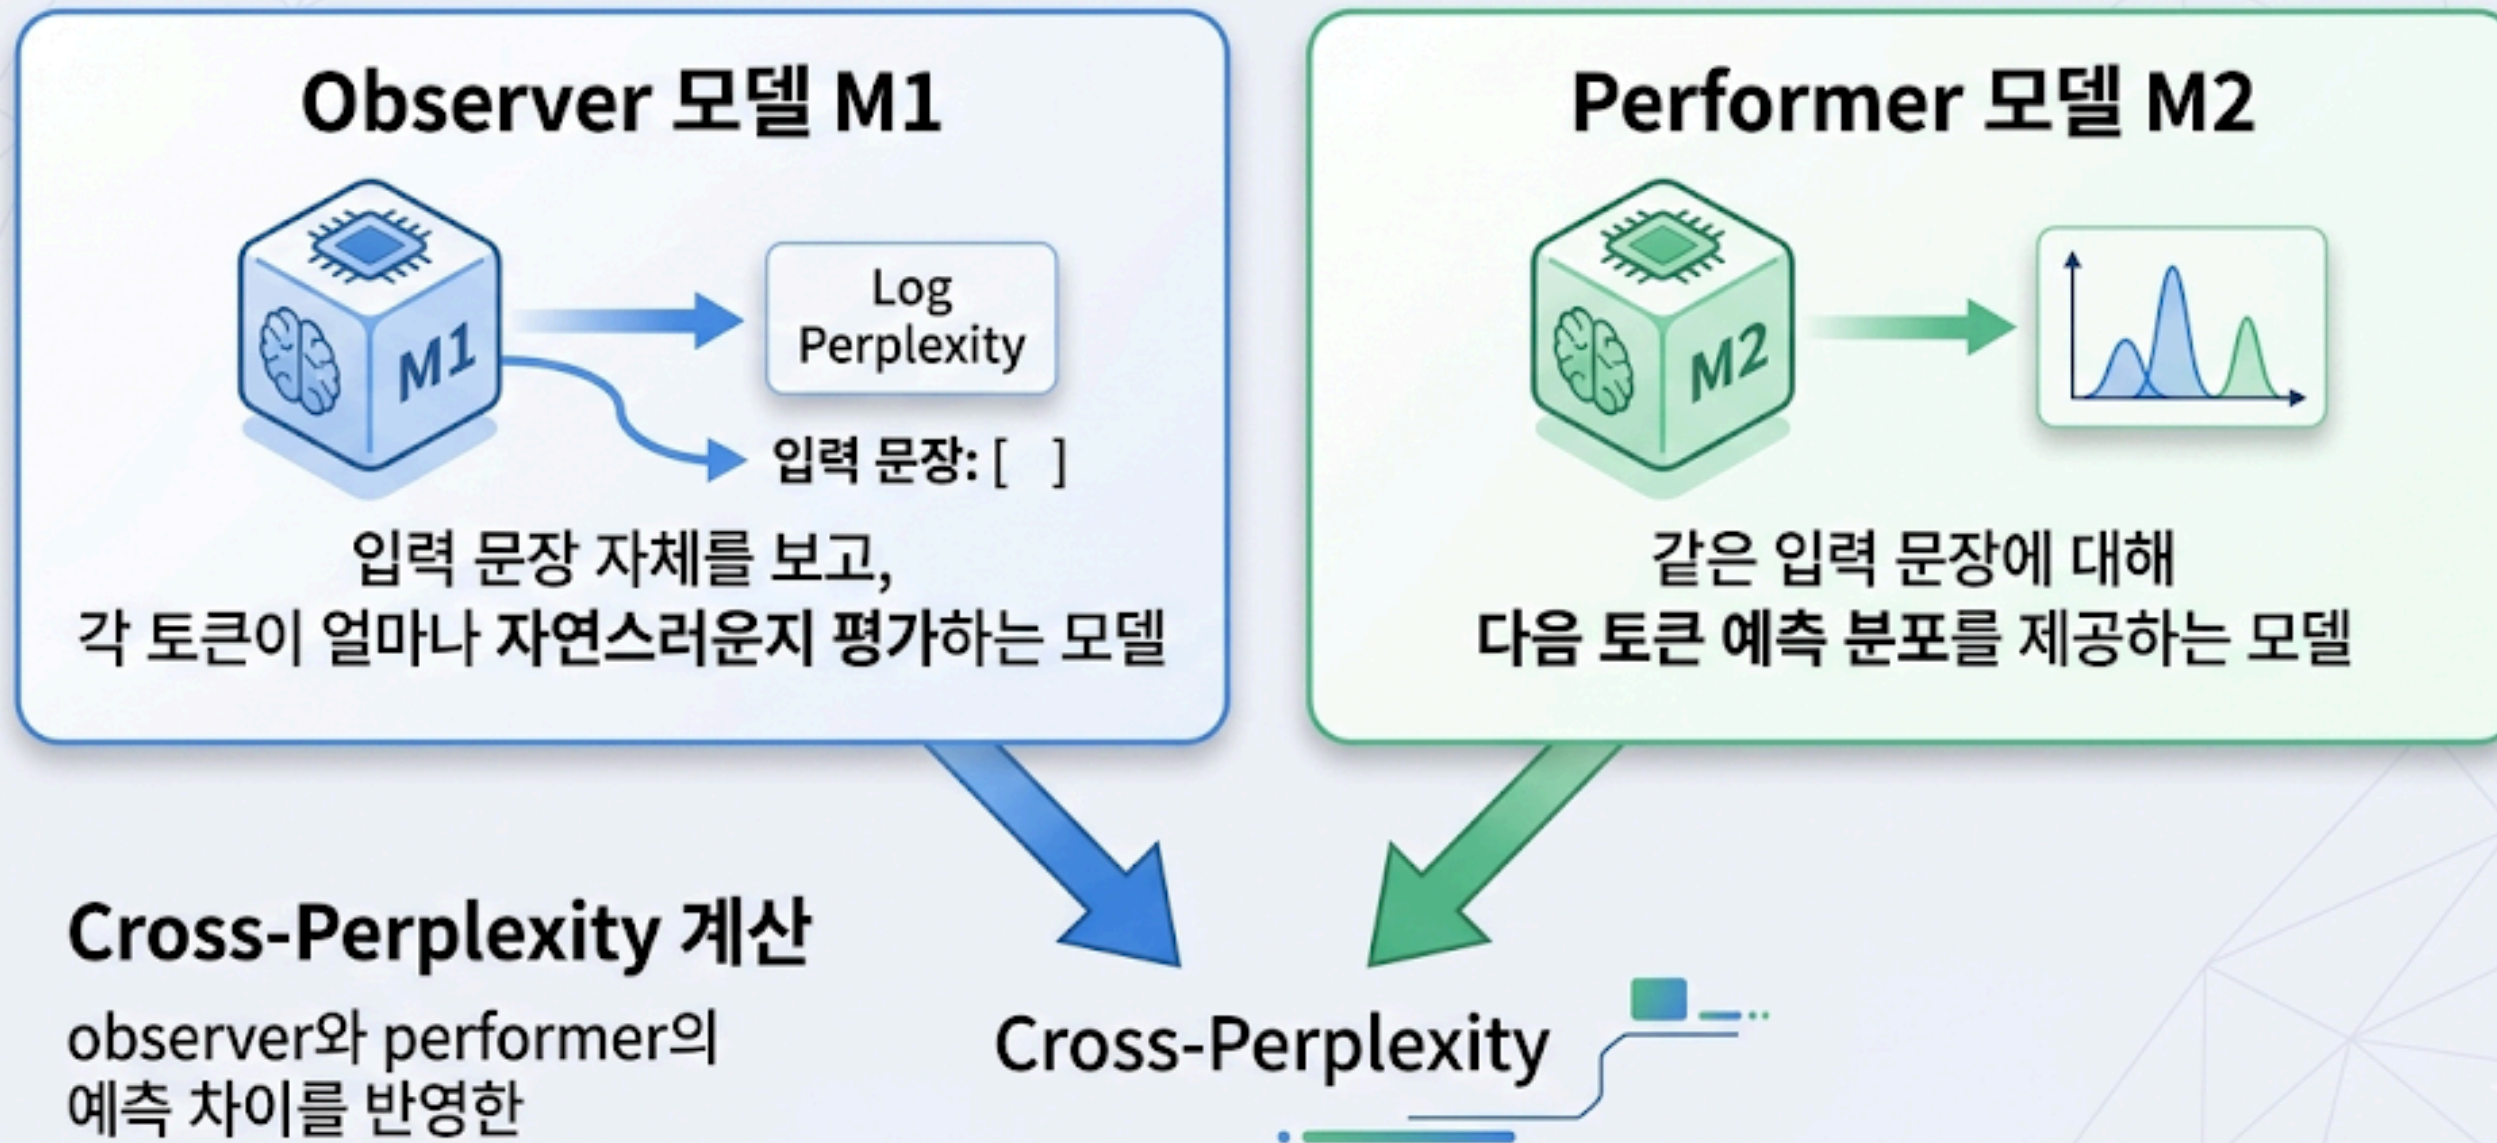 Observer 모델 M1
M1
Log
Perplexity
입력 문장: [ ]
입력 문장 자체를 보고,
각 토큰이 얼마나 자연스러운지 평가하는 모델
Performer 모델 M2
M2
같은 입력 문장에 대해
다음 토큰 예측 분포를 제공하는 모델
Cross-Perplexity 계산
observer와 performer의
예측 차이를 반영한
Cross-Perplexity